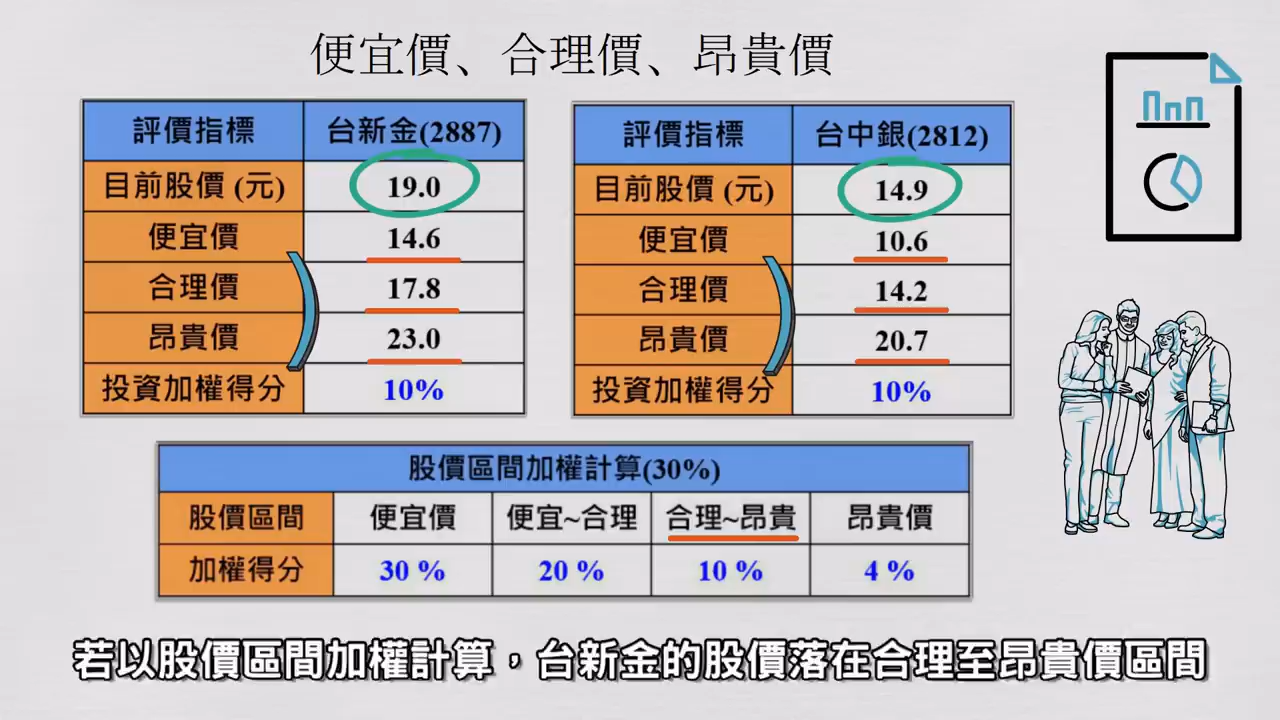 便宜價、合理價、昂貴價
評價指標 台新金(2887)
目前股價 (元) 19.0
便宜價 14.6
合理價 17.8
昂貴價 23.0
投資加權得分 10%
評價指標 台中銀(2812)
目前股價 (元) 14.9
便宜價 10.6
合理價 14.2
昂貴價 20.7
投資加權得分 10%
股價區間加權計算(30%)
股價區間 便宜價 便宜~合理 合理~昂貴 昂貴價
加權得分 30 % 20 % 10 % 4 %
若以股價區間加權計算，台新金的股價落在合理至昂貴價區間